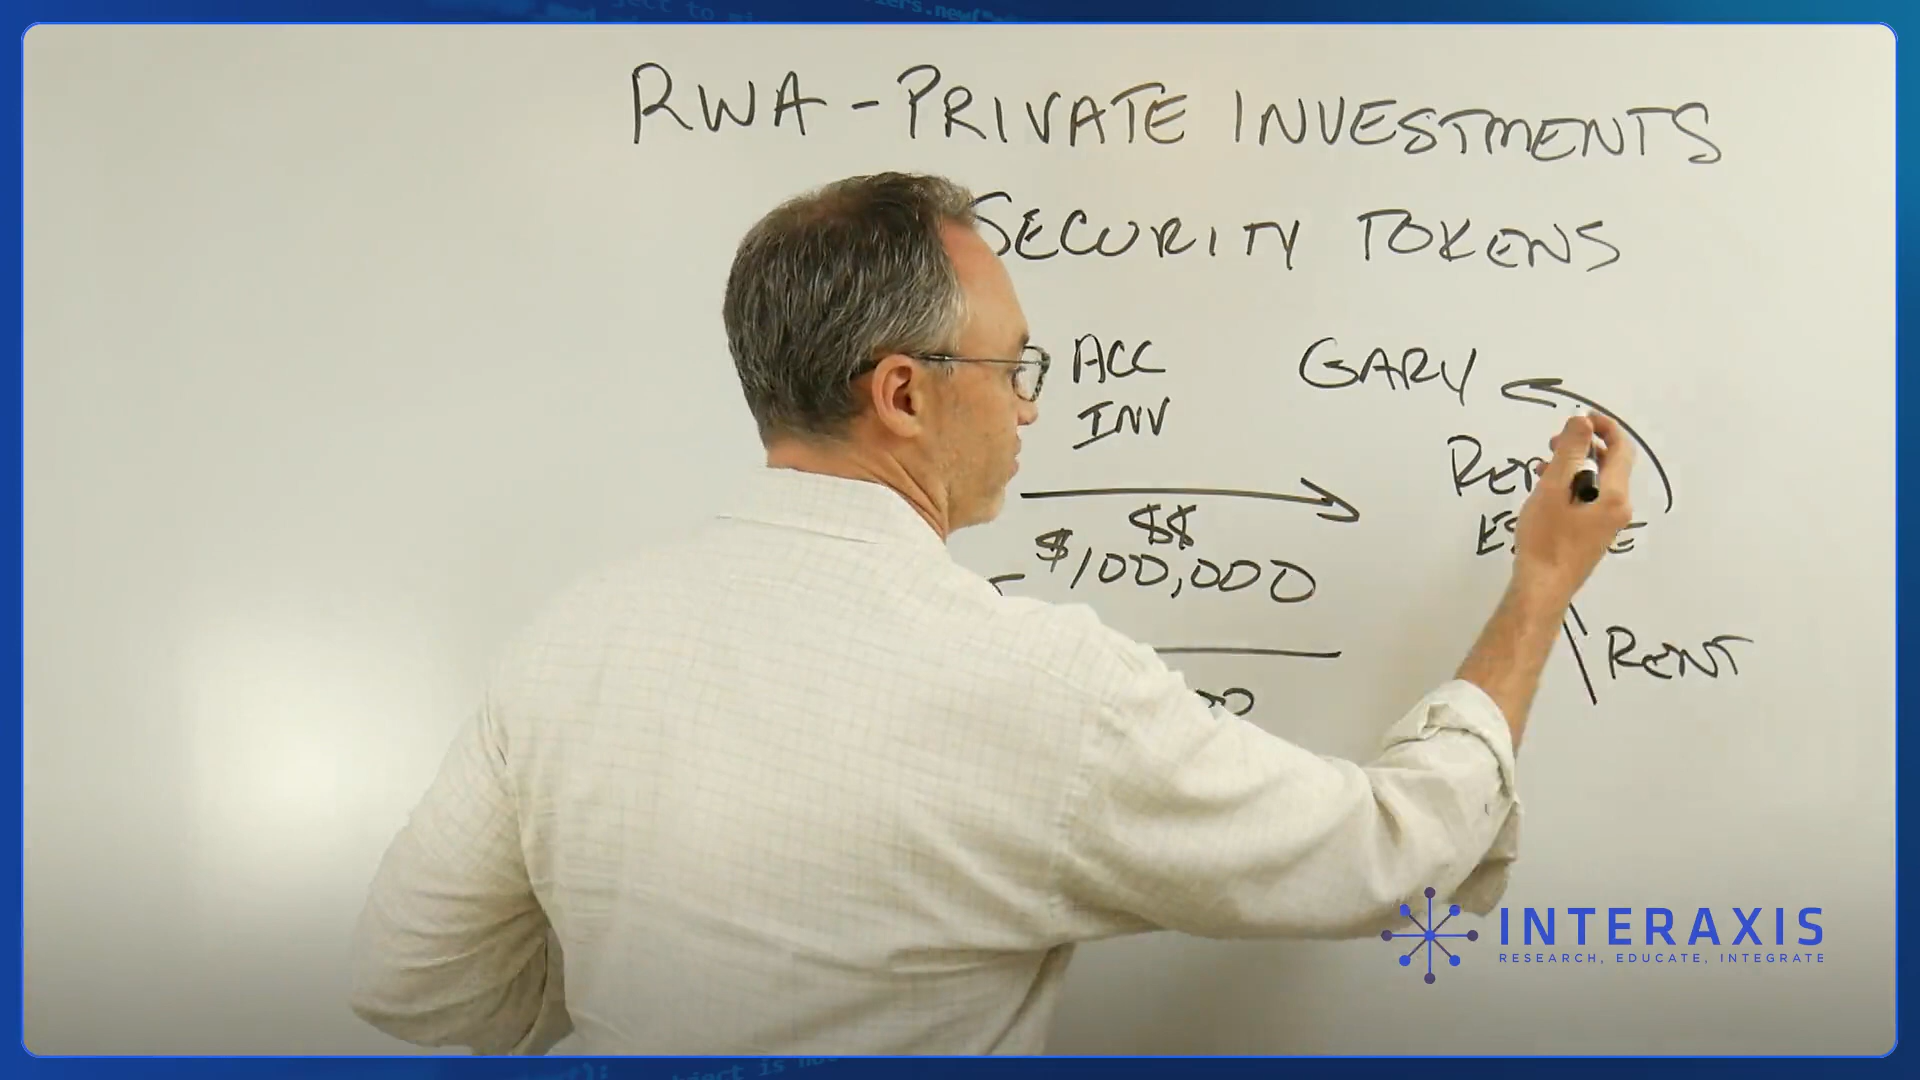 RWA - PRIVATE INVESTMENTS
SECURITY TOKENS
ACC
INV
GARY
$$
$100,000
RENT
INTERAXIS
RESEARCH, EDUCATE, INTEGRATE